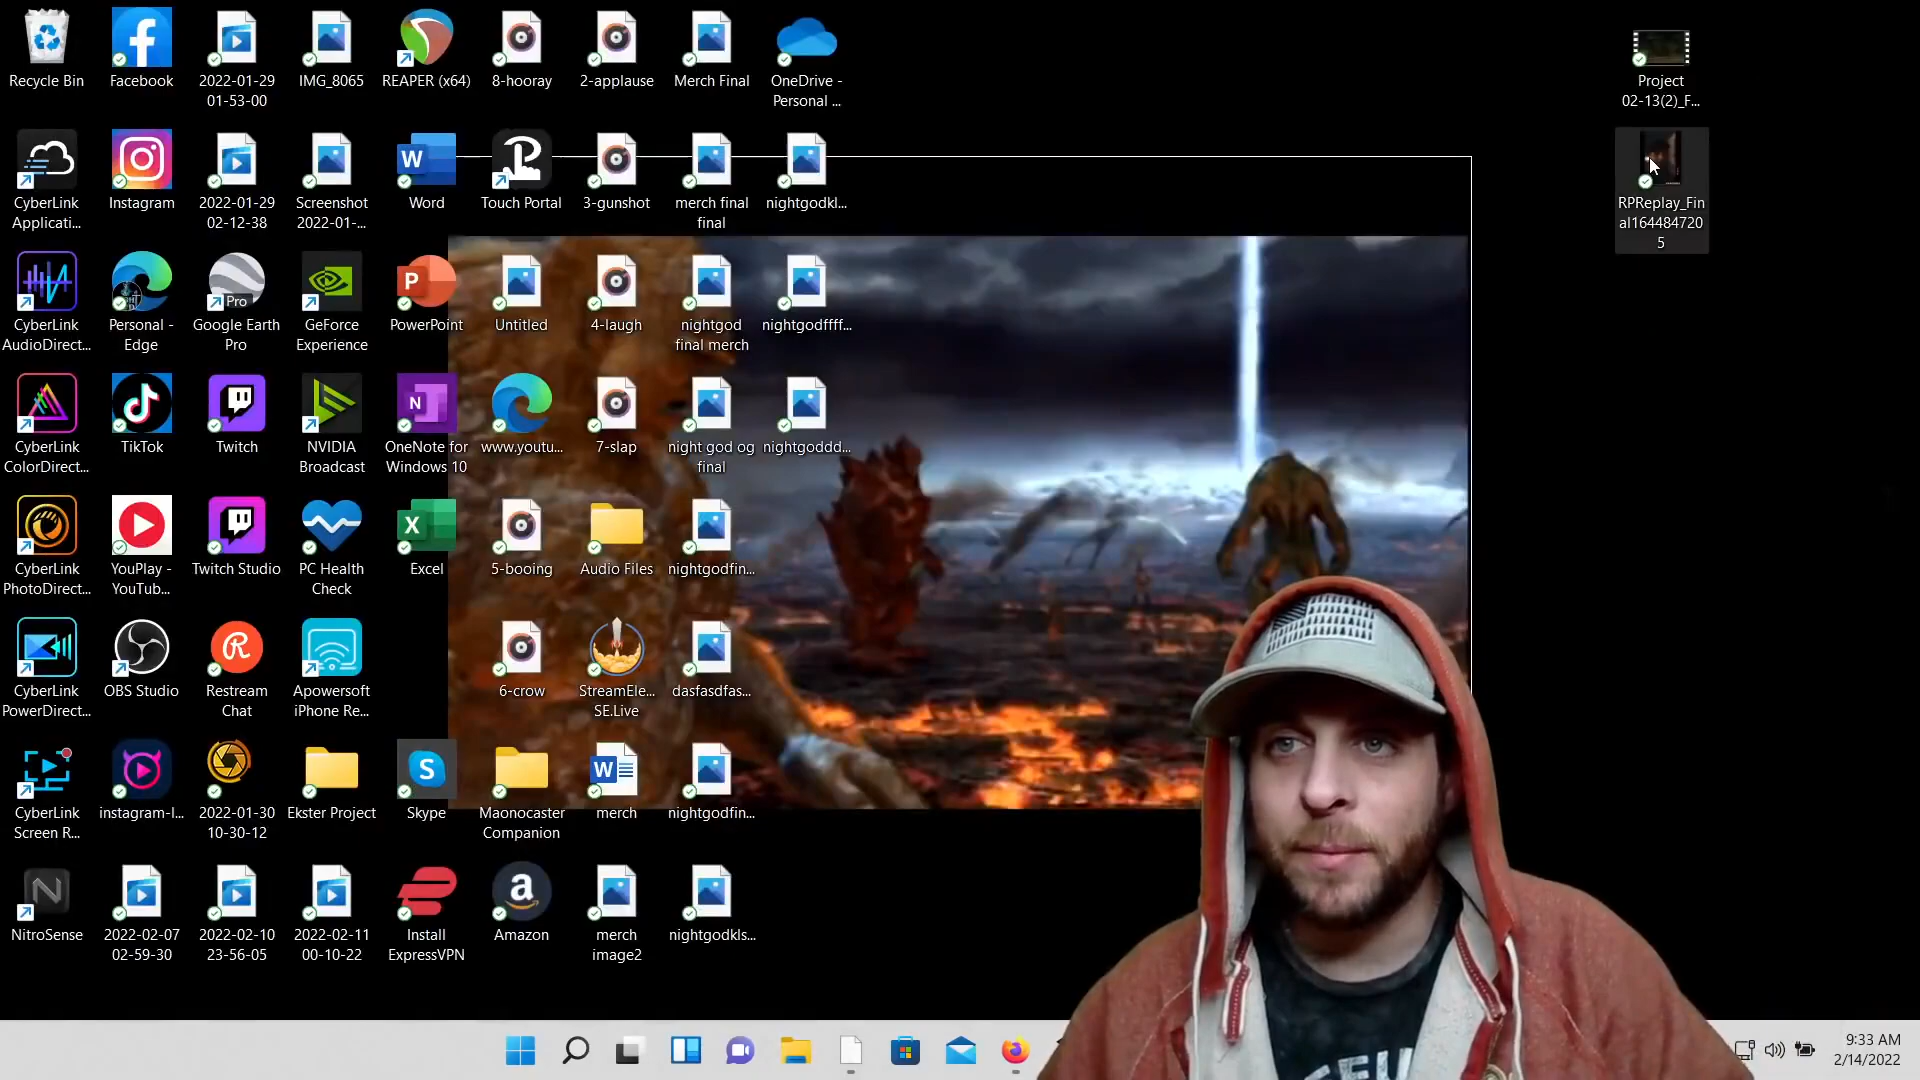 Recycle Bin
Facebook
2022-01-29
01-53-00
IMG_8065
REAPER (x64)
8-hooray
2-applause
Merch Final
OneDrive -
Personal ...
Project
02-13(2)_F...
CyberLink
Applicati...
Instagram
2022-01-29
02-12-38
Screenshot
2022-01-...
Word
Touch Portal
3-gunshot
merch final
final
nightgodkl...
RPReplay_Fin
al164484720
5
CyberLink
AudioDirect...
Personal -
Edge
Pro
Google Earth
Pro
GeForce
Experience
PowerPoint
Untitled
4-laugh
nightgod
final merch
nightgodffff...
CyberLink
ColorDirect...
TikTok
Twitch
NVIDIA
Broadcast
OneNote for
Windows 10
www.youtu...
7-slap
night god og
final
nightgoddd...
CyberLink
PhotoDirect...
YouPlay -
YouTub...
Twitch Studio
PC Health
Check
Excel
5-booing
Audio Files
nightgodfin...
CyberLink
PowerDirect...
OBS Studio
Restream
Chat
Apowersoft
iPhone Re...
6-crow
StreamEle...
SE.Live
dasfasdfas...
CyberLink
Screen R...
instagram-l...
2022-01-30
10-30-12
Ekster Project
Skype
Maonocaster
Companion
merch
nightgodfin...
NitroSense
2022-02-07
02-59-30
2022-02-10
23-56-05
2022-02-11
00-10-22
Install
ExpressVPN
Amazon
merch
image2
nightgodkls...
9:33 AM
2/14/2022